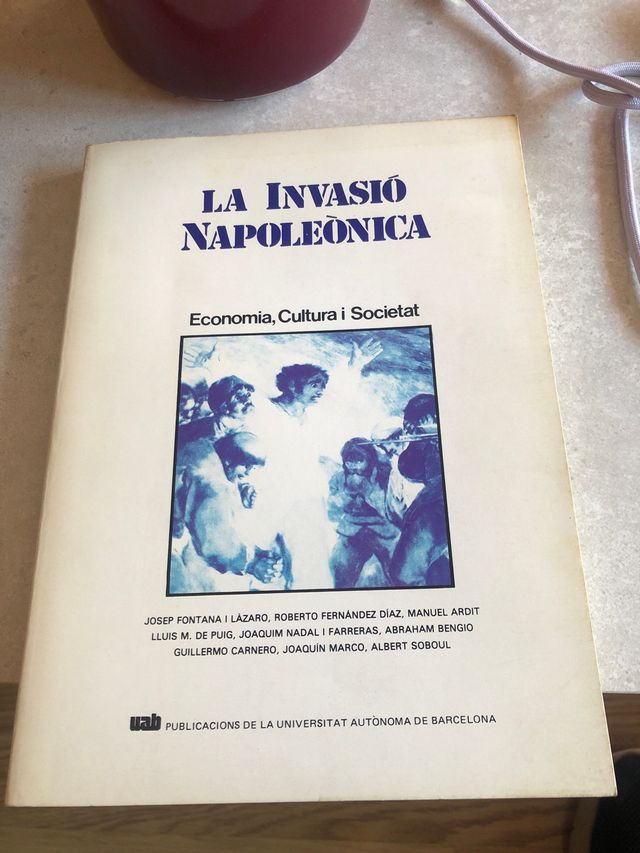 LA INVASIÓ
NAPOLEÒNICA
Economia, Cultura i Societat
JOSEP FONTANA I LÀZARO, ROBERTO FERNÁNDEZ DÍAZ, MANUEL ARDIT
LLUIS M. DE PUIG, JOAQUIM NADAL I FARRERAS, ABRAHAM BENGIO
GUILLERMO CARNERO, JOAQUÍN MARCO, ALBERT SOBOUL
uab PUBLICACIONS DE LA UNIVERSITAT AUTÒNOMA DE BARCELONA